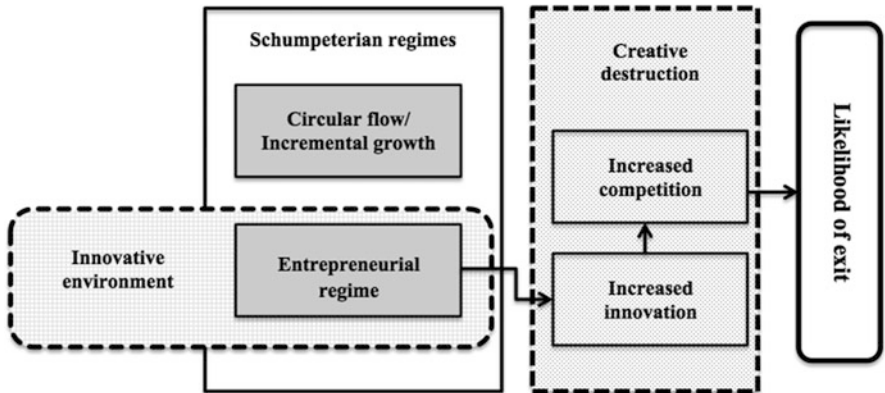 Schumpeterian regimes
Circular flow/
Incremental growth
Innovative
environment
Entrepreneurial
regime
Creative
destruction
Increased
competition
Increased
innovation
Likelihood of exit